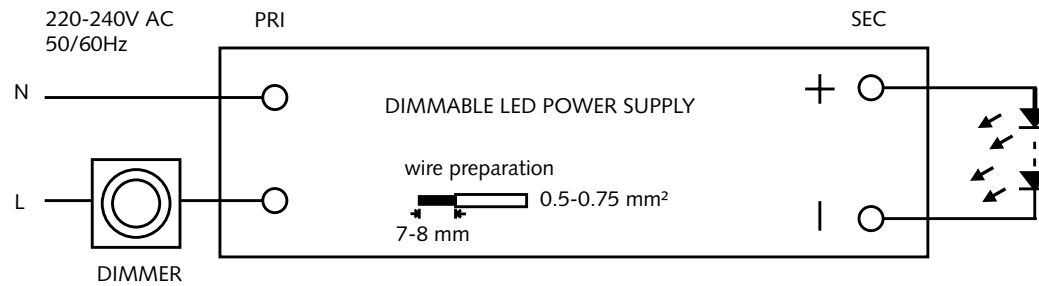 220-240V AC
50/60Hz
PRI
SEC
N
DIMMABLE LED POWER SUPPLY
+
wire preparation
0.5-0.75 mm²
L
7-8 mm
DIMMER